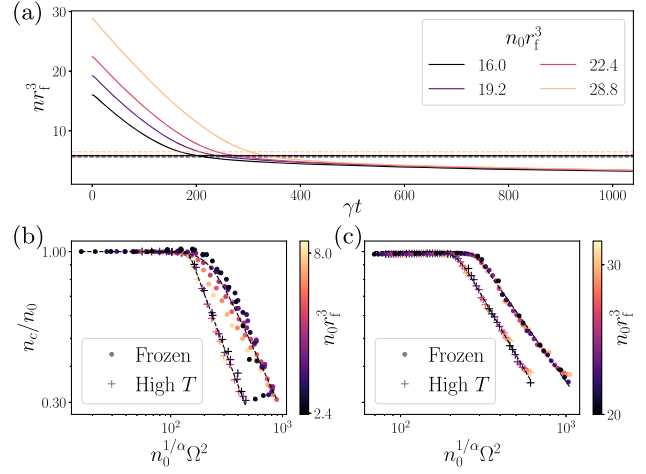 (a)
30
20
10
nr_f^3
n_0 r_f^3
16.0
22.4
19.2
28.8
0
200
400
600
800
1000
γt
(b)
1.00
0.30
n_c/n_0
Frozen
High T
10^2
10^3
n_0^{1/α}Ω^2
8.0
2.4
n_0 r_f^3
(c)
Frozen
High T
10^2
10^3
n_0^{1/α}Ω^2
30
20
n_0 r_f^3